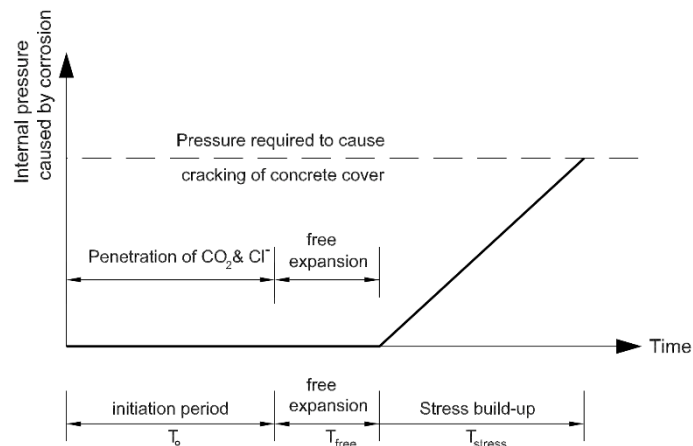 Internal pressure
caused by corrosion
Pressure required to cause
cracking of concrete cover
Penetration of CO₂& Cl⁻
free
expansion
Time
initiation period
T₀
free
expansion
T_free
Stress build-up
T_stress